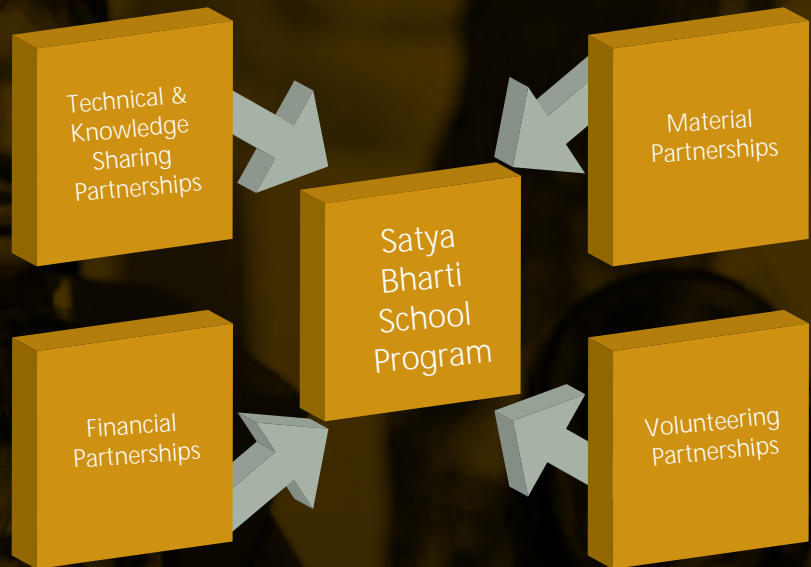 Technical &
Knowledge
Sharing
Partnerships
Material
Partnerships
Satya
Bharti
School
Program
Financial
Partnerships
Volunteering
Partnerships